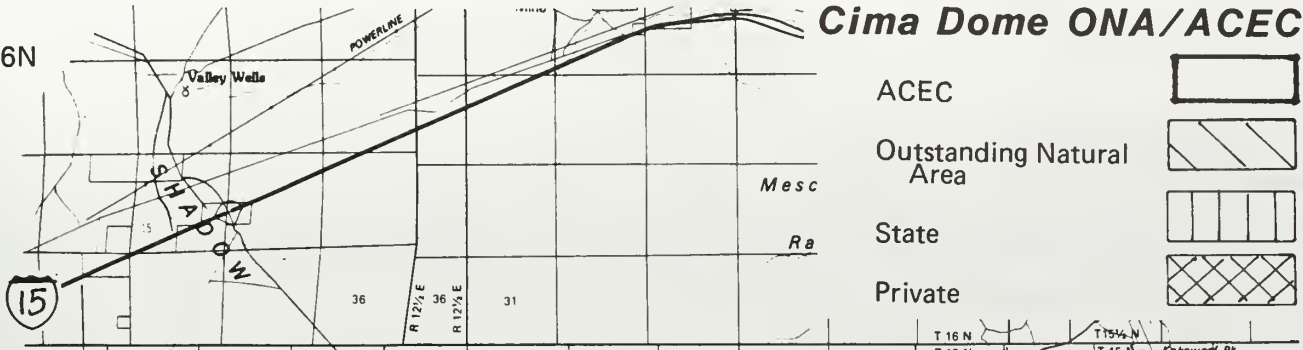 Cima Dome ONA/ACEC
6N
POWERLINE
Valley Wells
ACEC
Outstanding Natural
Area
SHADOW
Mesc
State
15
Ra
15
36
R 12½ E
36
R 12½ E
31
Private
T 16 N
T 15½ N